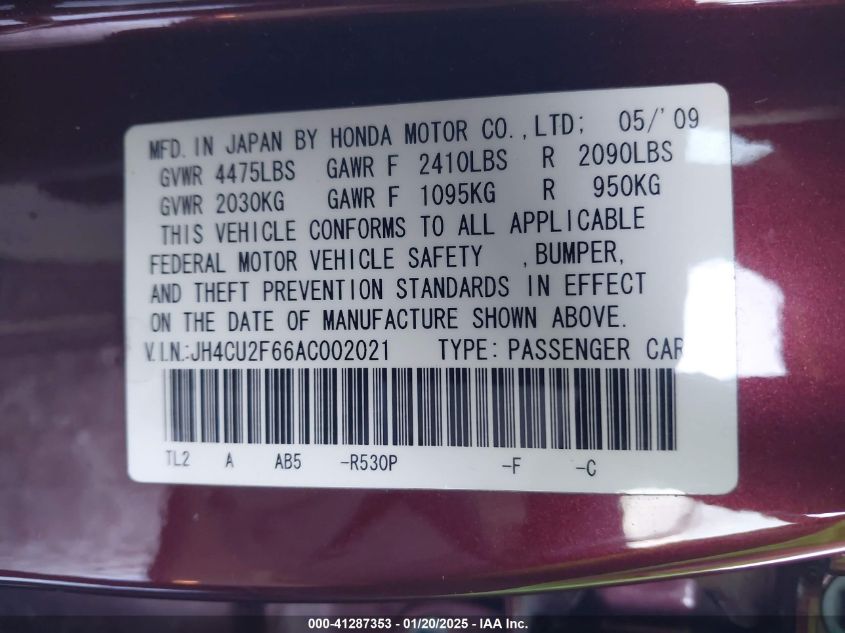 MFD. IN JAPAN BY HONDA MOTOR CO.,LTD; 05/'09
GVWR 4475LBS GAWR F 2410LBS R 2090LBS
GVWR 2030KG GAWR F 1095KG R 950KG
THIS VEHICLE CONFORMS TO ALL APPLICABLE
FEDERAL MOTOR VEHICLE SAFETY ,BUMPER,
AND THEFT PREVENTION STANDARDS IN EFFECT
ON THE DATE OF MANUFACTURE SHOWN ABOVE.
V.I.N.:JH4CU2F66AC002021 TYPE: PASSENGER CAR
TL2 A AB5 -R530P -F -C
000-41287353 - 01/20/2025 - IAA Inc.